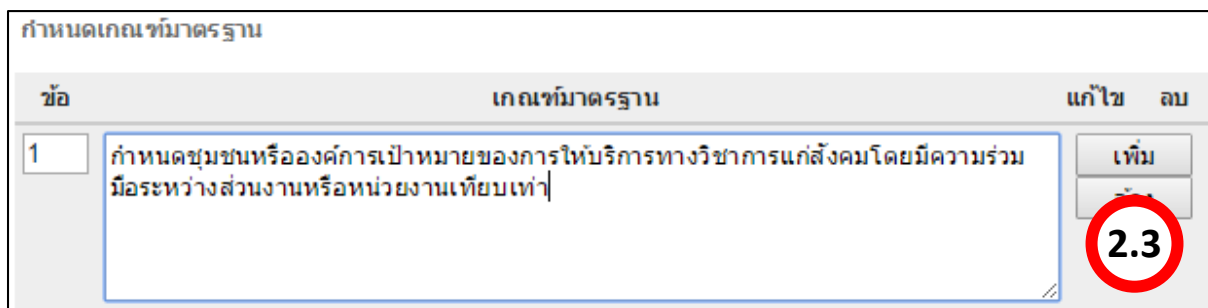 กำหนดเกณฑ์มาตรฐาน
ข้อ เกณฑ์มาตรฐาน แก้ไข ลบ
1 กำหนดชุมชนหรือองค์การเป้าหมายของการให้บริการทางวิชาการแก่สังคมโดยมีความร่วม เพิ่ม
มือระหว่างส่วนงานหรือหน่วยงานเทียบเท่า
2.3